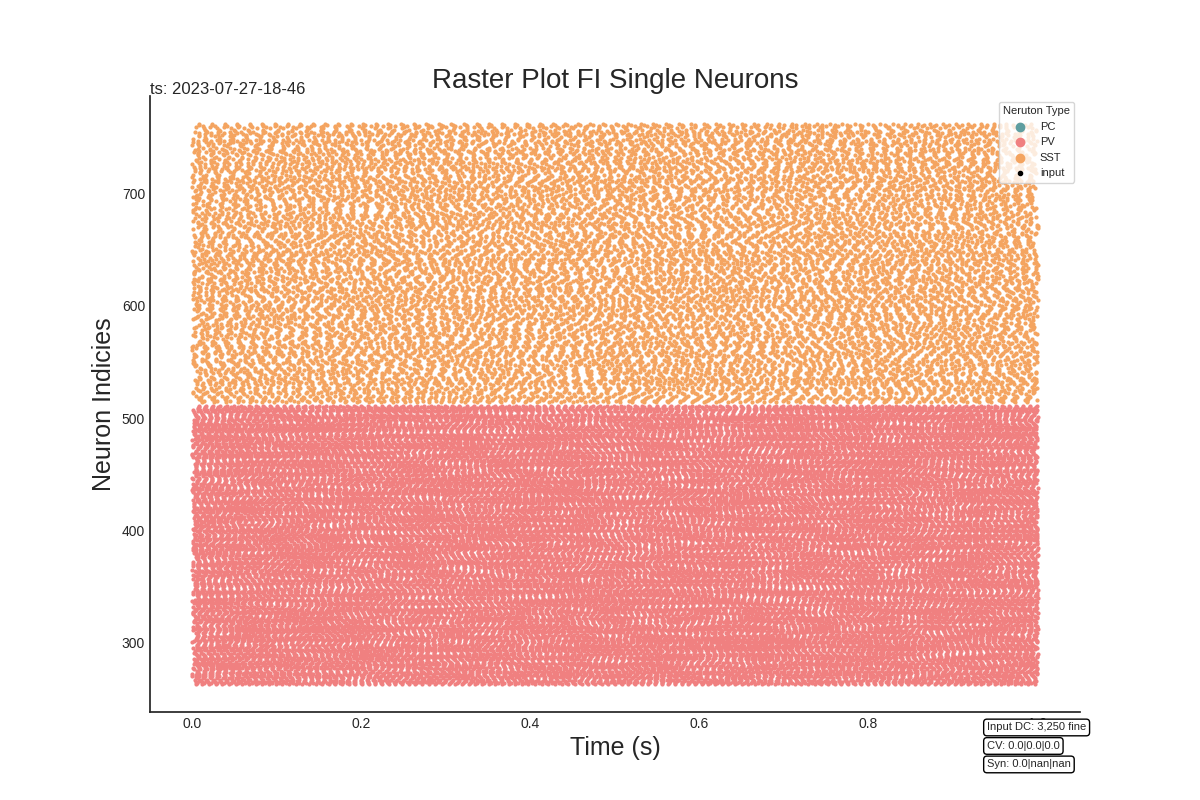 Raster Plot FI Single Neurons
ts: 2023-07-27-18-46
Neruton Type
PC
PV
SST
input
Neuron Indicies
700
600
500
400
300
0.0
0.2
0.4
0.6
0.8
Time (s)
Input DC: 3,250 fine
CV: 0.0|0.0|0.0
Syn: 0.0|nan|nan